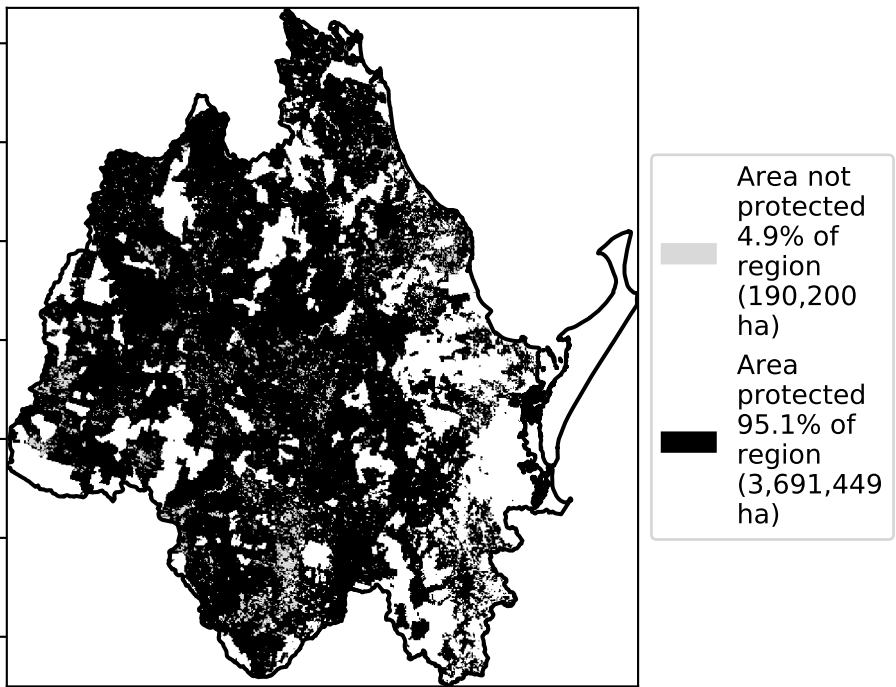 Area not
protected
4.9% of
region
(190,200
ha)
Area
protected
95.1% of
region
(3,691,449
ha)